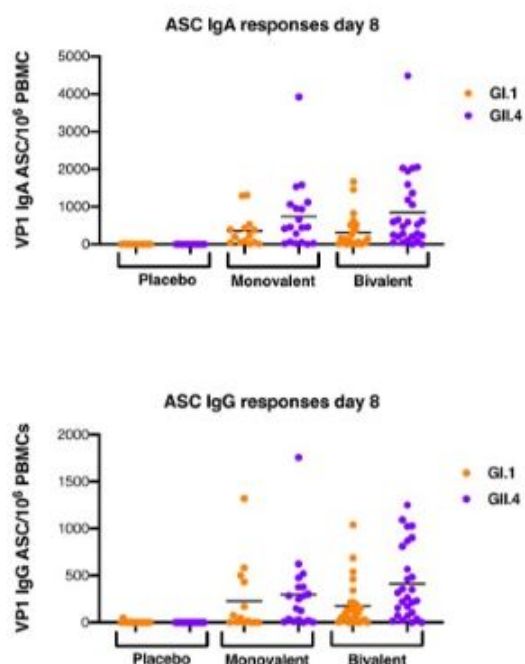 ASC IgA responses day 8
VP1 IgA ASC/10⁶ PBMC
5000
4000
3000
2000
1000
0
GI.1
GII.4
Placebo Monovalent Bivalent
ASC IgG responses day 8
VP1 IgG ASC/10⁶ PBMCs
2000
1500
1000
500
0
GI.1
GII.4
Placebo Monovalent Bivalent